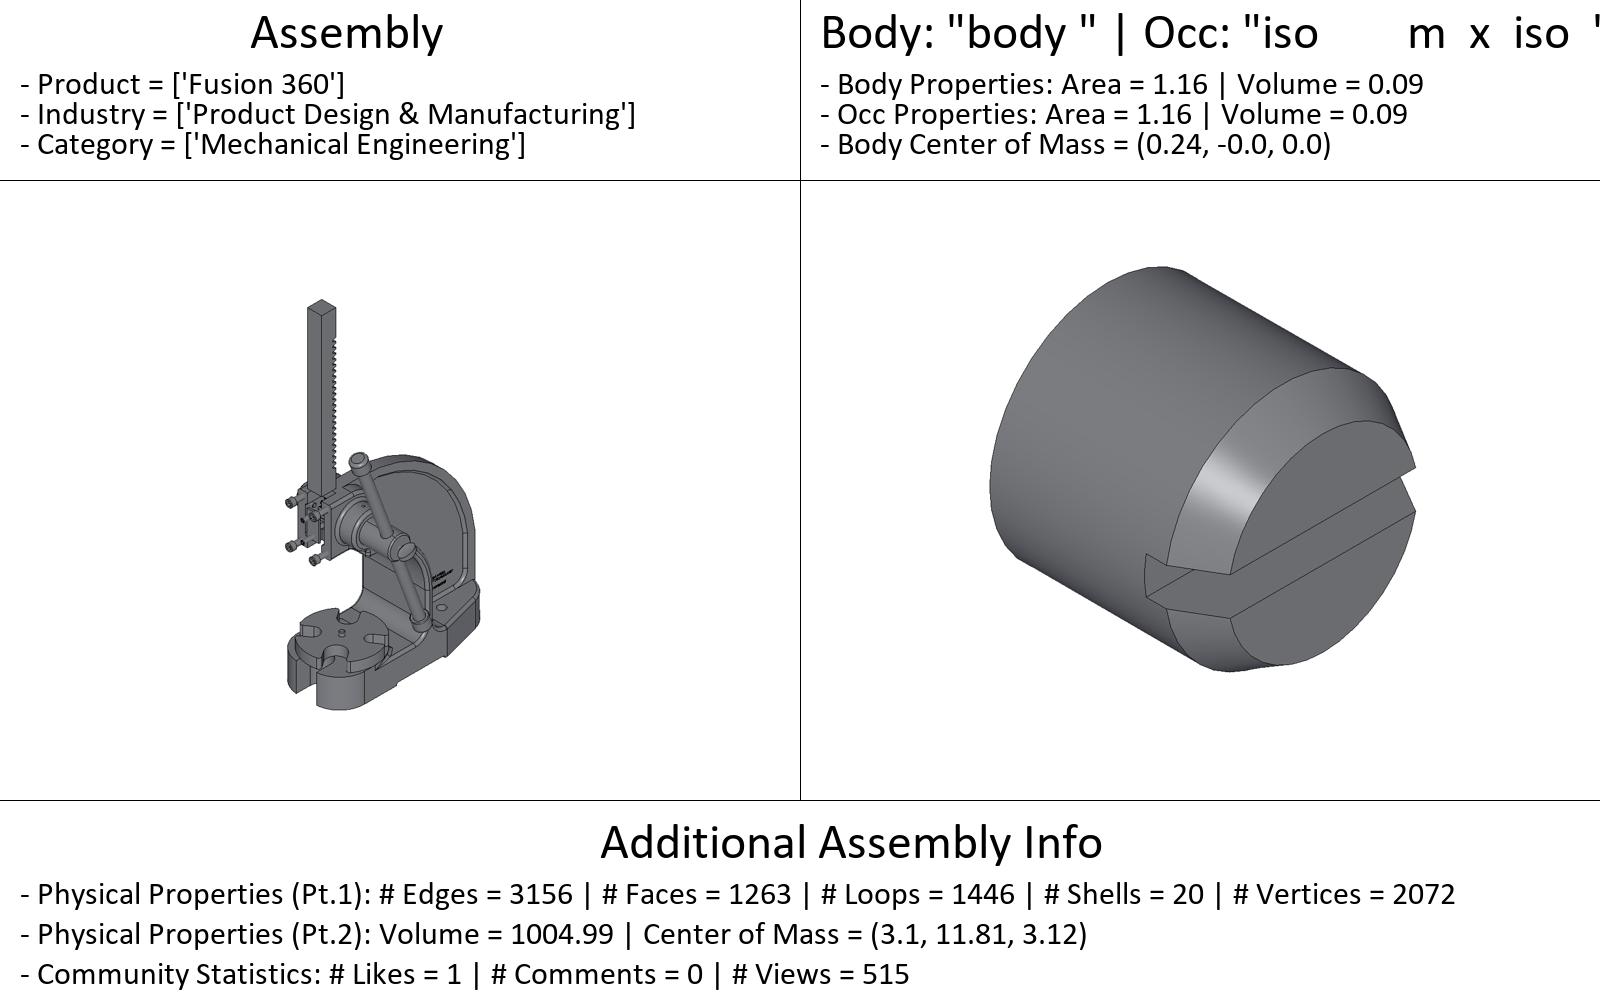 Assembly
- Product = ['Fusion 360']
- Industry = ['Product Design & Manufacturing']
- Category = ['Mechanical Engineering']
Body: "body " | Occ: "iso m x iso "
- Body Properties: Area = 1.16 | Volume = 0.09
- Occ Properties: Area = 1.16 | Volume = 0.09
- Body Center of Mass = (0.24, -0.0, 0.0)
Additional Assembly Info
- Physical Properties (Pt.1): # Edges = 3156 | # Faces = 1263 | # Loops = 1446 | # Shells = 20 | # Vertices = 2072
- Physical Properties (Pt.2): Volume = 1004.99 | Center of Mass = (3.1, 11.81, 3.12)
- Community Statistics: # Likes = 1 | # Comments = 0 | # Views = 515